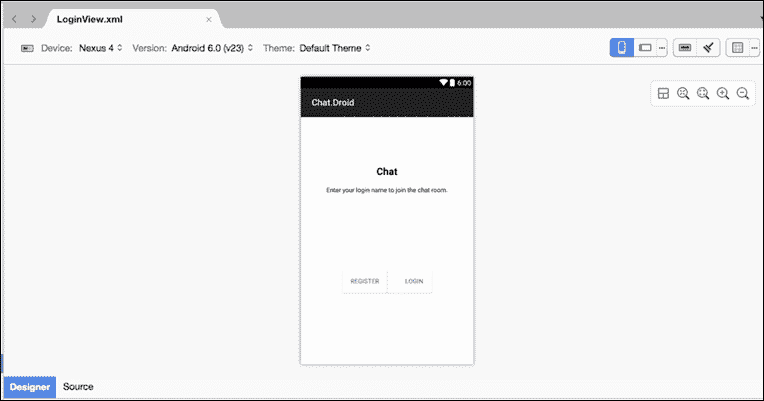 LoginView.xml
Device: Nexus 4 Version: Android 6.0 (v23) Theme: Default Theme
6:00
Chat.Droid
Chat
Enter your login name to join the chat room.
REGISTER LOGIN
Designer Source